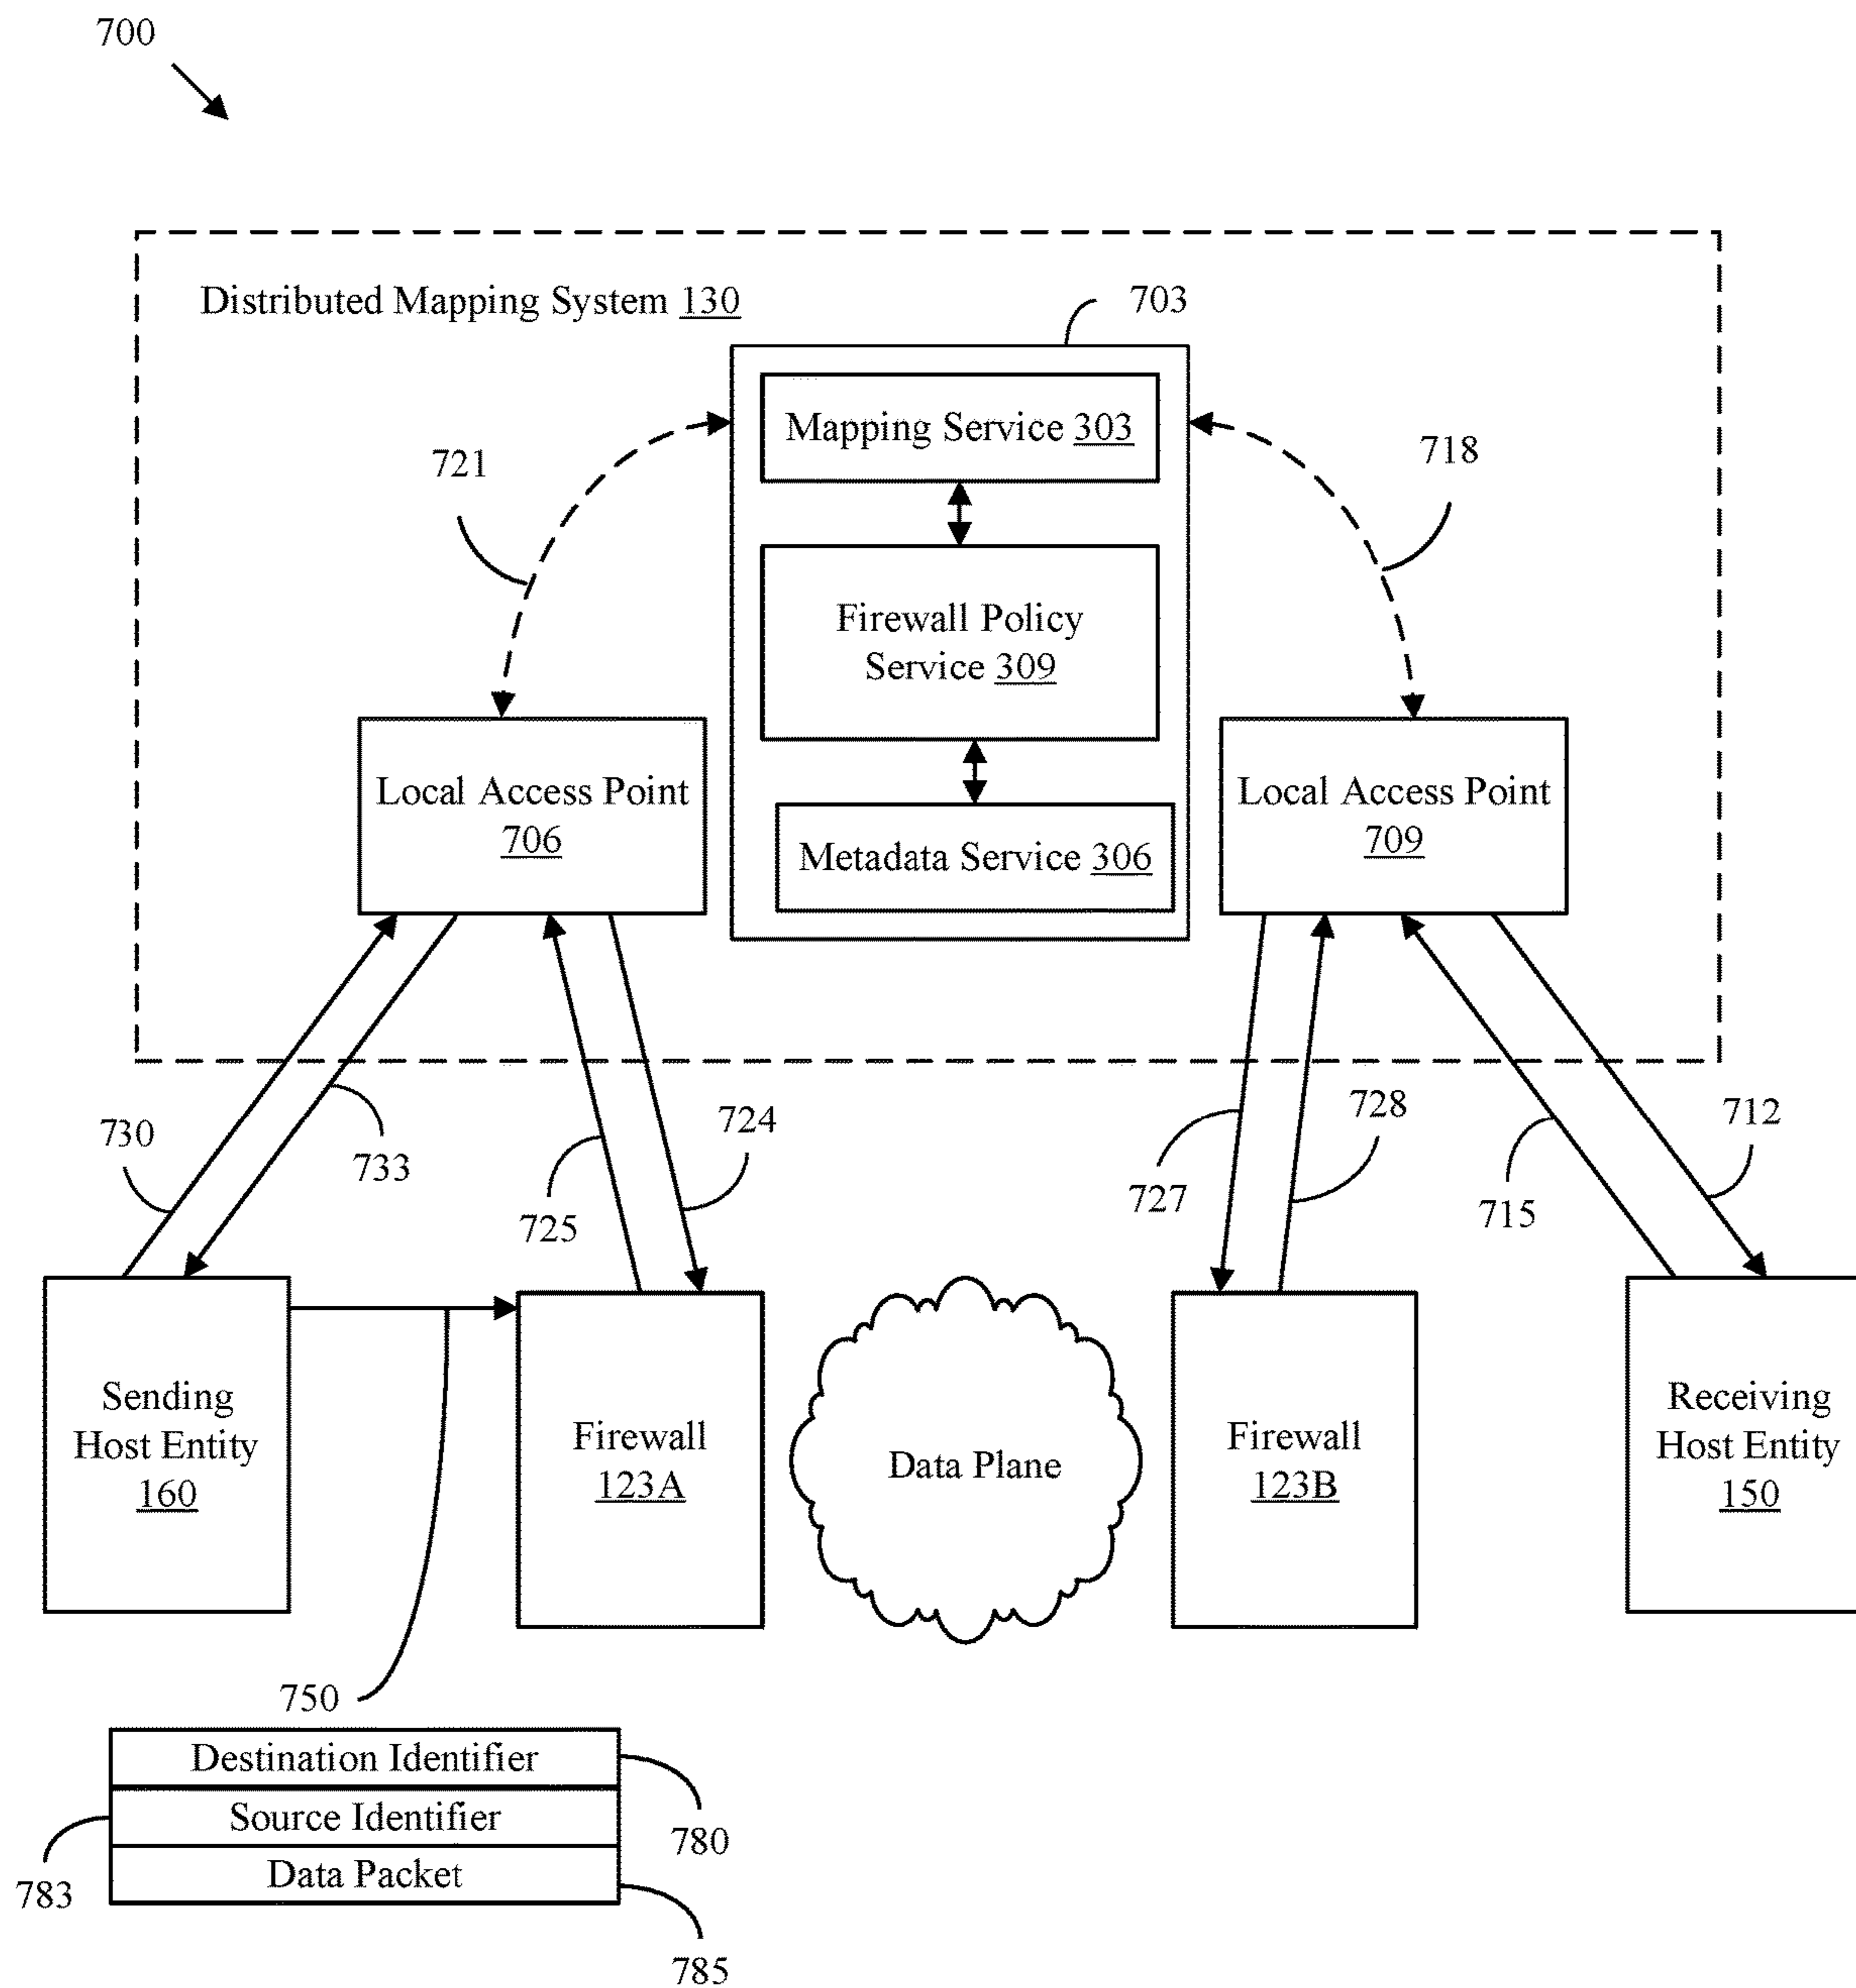 700
Distributed Mapping System 130
703
Mapping Service 303
721
718
Firewall Policy
Service 309
Local Access Point
706
Local Access Point
709
Metadata Service 306
730
733
725
724
727
728
715
712
Sending
Host Entity
160
Firewall
123A
Data Plane
Firewall
123B
Receiving
Host Entity
150
750
Destination Identifier
Source Identifier
780
Data Packet
783
785